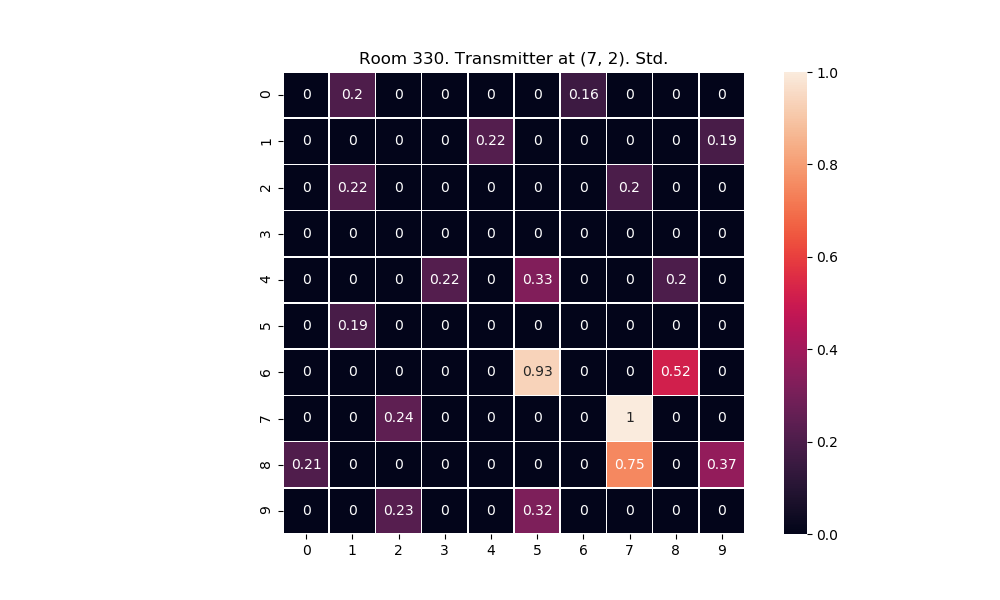 Room 330. Transmitter at (7, 2). Std.
0 0 0.2 0 0 0 0 0.16 0 0 0
1 0 0 0 0 0.22 0 0 0 0 0.19
2 0 0.22 0 0 0 0 0 0.2 0 0
3 0 0 0 0 0 0 0 0 0 0
4 0 0 0 0.22 0 0.33 0 0 0.2 0
5 0 0.19 0 0 0 0 0 0 0 0
6 0 0 0 0 0 0.93 0 0 0.52 0
7 0 0 0.24 0 0 0 0 1 0 0
8 0.21 0 0 0 0 0 0 0.75 0 0.37
9 0 0 0.23 0 0 0.32 0 0 0 0
0 1 2 3 4 5 6 7 8 9
1.0
0.8
0.6
0.4
0.2
0.0